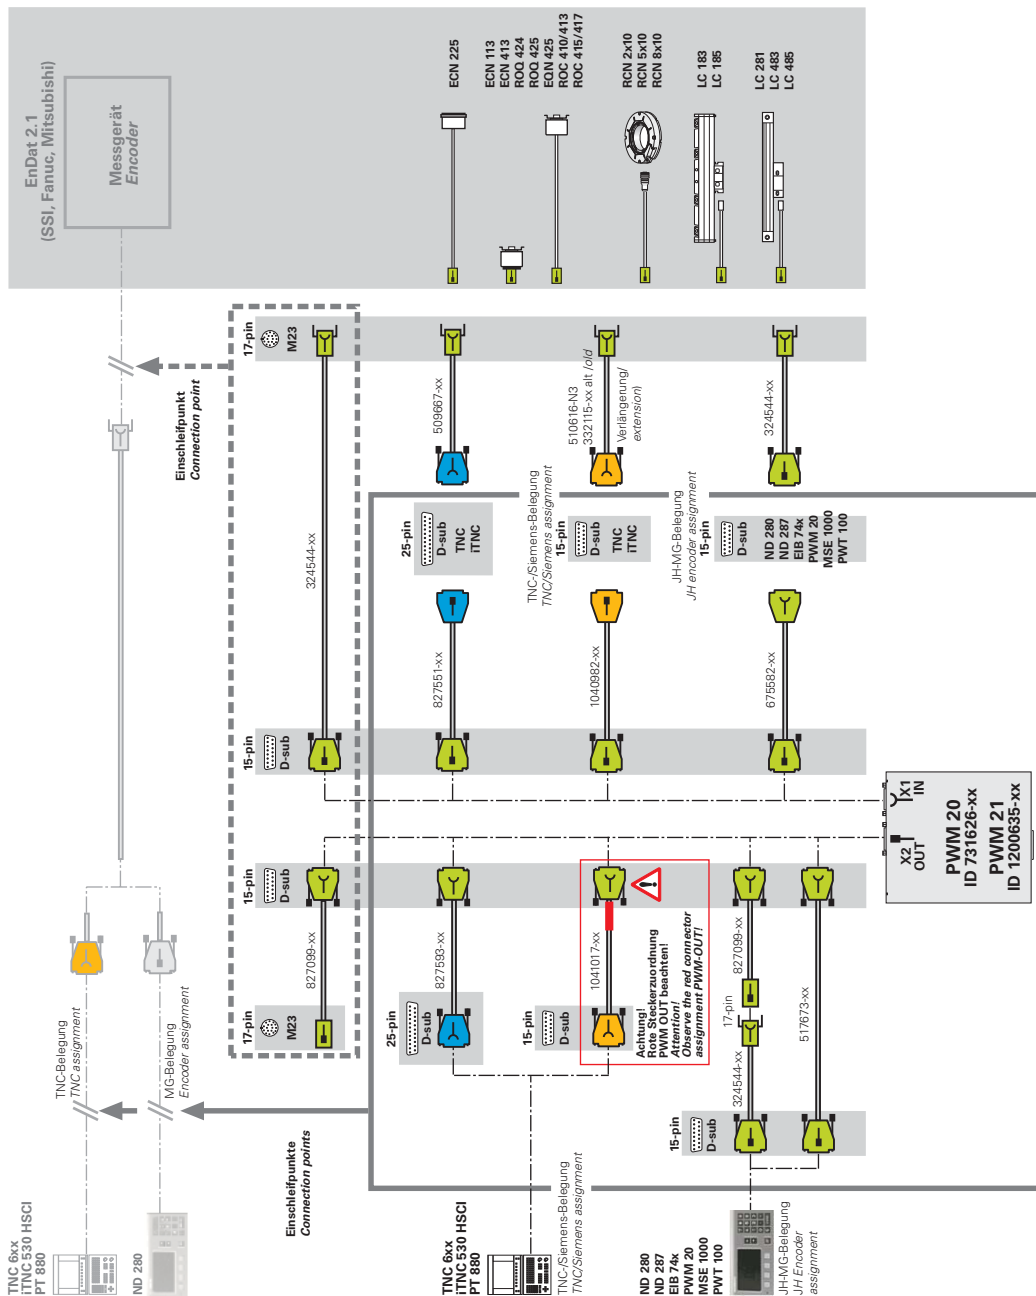 EnDat 2.1
(SSI, Fanuc, Mitsubishi)
Messgerät
Encoder
ECN 225
ECN 113
ECN 413
ROQ 424
ROQ 425
EQN 425
ROC 410/413
ROC 415/417
RCN 2x10
RCN 5x10
RCN 8x10
LC 183
LC 185
LC 281
LC 483
LC 485
Einschleifpunkt
Connection point
17-pin
M23
324544-xx
509667-xx
510616-N3
332115-xx alt /old
Verlängerung/
extension)
324544-xx
25-pin
D-sub
TNC
iTNC
TNC-/Siemens-Belegung
TNC/Siemens assignment
15-pin
D-sub
TNC
iTNC
JH-MG-Belegung
JH encoder assignment
15-pin
D-sub
ND 280
ND 287
EIB 74x
PWM 20
MSE 1000
PWT 100
827551-xx
1040982-xx
675582-xx
15-pin
D-sub
X1
IN
X2
OUT
PWM 20
ID 731626-xx
PWM 21
ID 1200635-xx
15-pin
D-sub
827099-xx
827593-xx
1041017-xx
827099-xx
517673-xx
17-pin
324544-xx
17-pin
M23
25-pin
D-sub
15-pin
D-sub
Achtung!
Rote Steckerzuordnung
PWM OUT beachten!
Attention!
Observe the red connector
assignment PWM-OUT!
15-pin
D-sub
TNC-Belegung
TNC assignment
MG-Belegung
Encoder assignment
Einschleifpunkte
Connection points
TNC 6xx
iTNC 530 HSCI
PT 880
ND 280
TNC 6xx
iTNC 530 HSCI
PT 880
TNC-/Siemens-Belegung
TNC/Siemens assignment
ND 280
ND 287
EIB 74x
PWM 20
MSE 1000
PWT 100
JH-MG-Belegung
JH Encoder
assignment